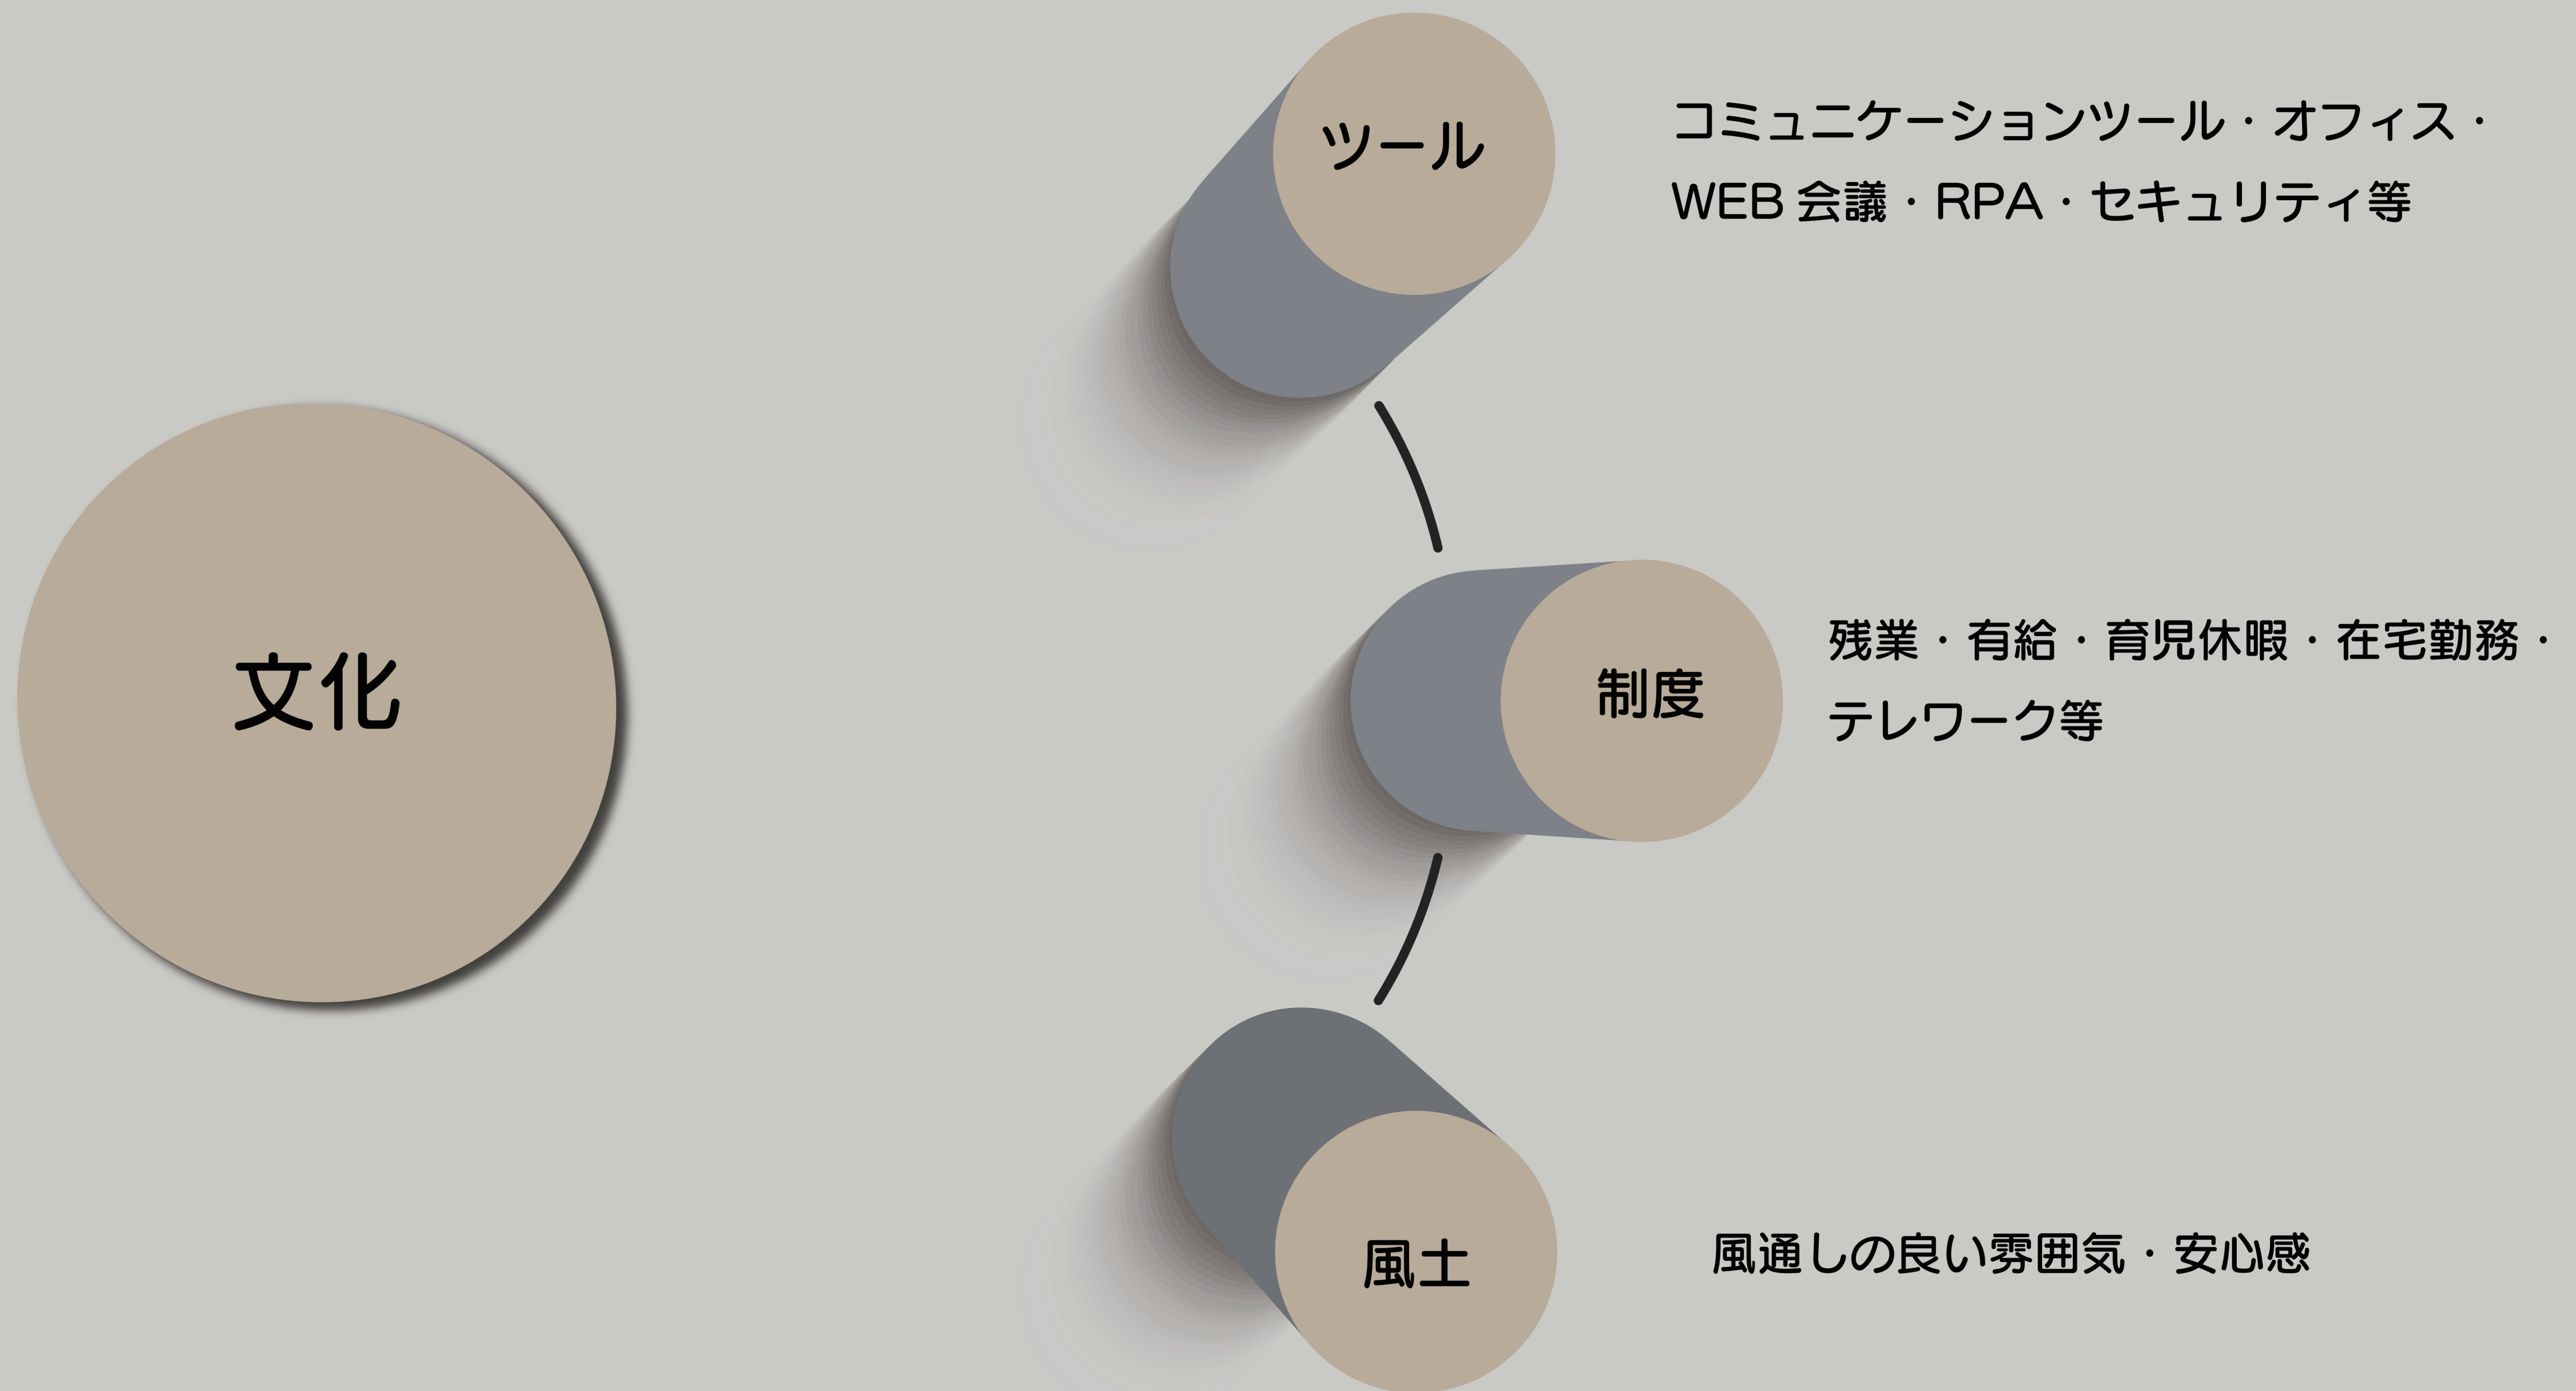 文化
ツール
コミュニケーションツール・オフィス・
WEB 会議・RPA・セキュリティ等
制度
残業・有給・育児休暇・在宅勤務・
テレワーク等
風土
風通しの良い雰囲気・安心感